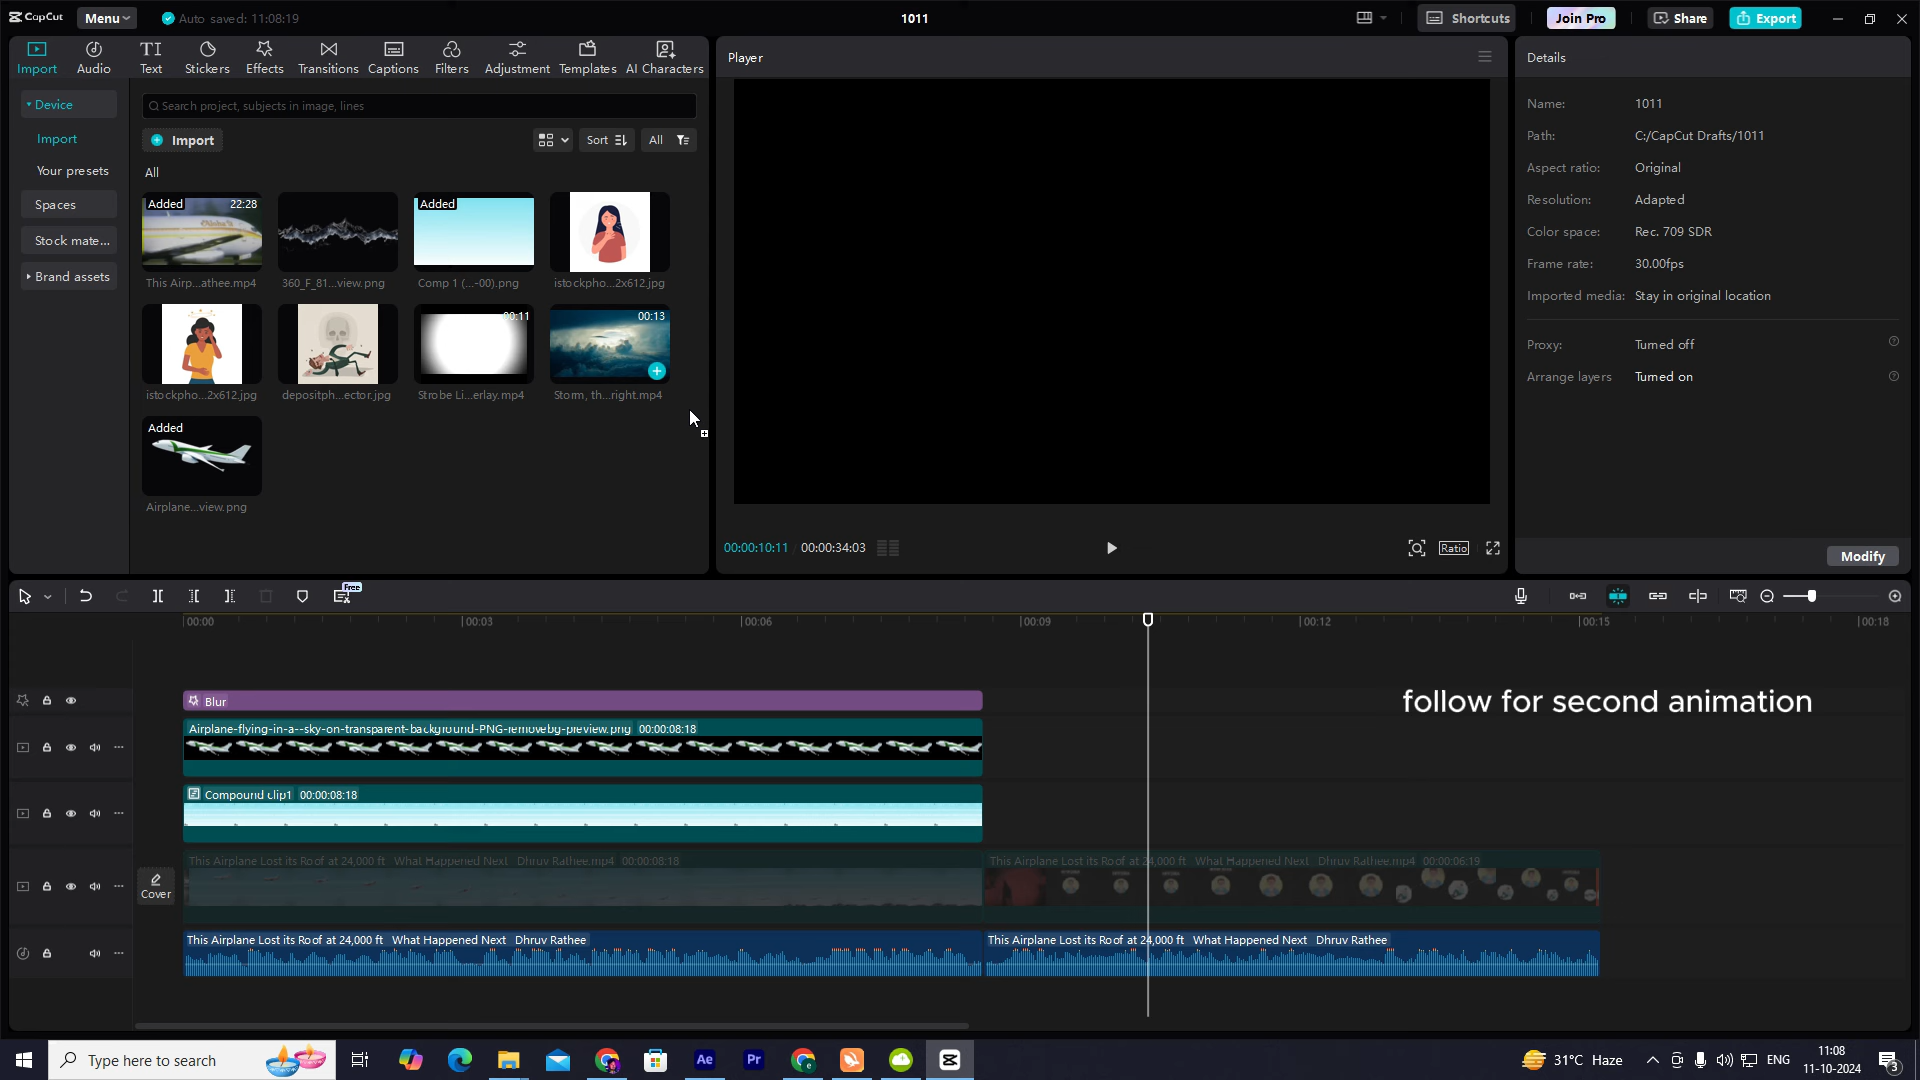 CapCut
Menu
Auto saved: 11:08:19
1011
Shortcuts
Join Pro
Share
Export
Import
Audio
TI
Text
Stickers
Effects
Transitions
Captions
Filters
Adjustment
Templates
AI Characters
Device
Import
Your presets
Spaces
Stock mate...
Brand assets
Search project, subjects in image, lines
Import
Sort
All
All
Added
22:28
This Airp...athee.mp4
360_F_81...view.png
Added
Comp 1 (...-00).png
istockpho...2x612.jpg
istockpho...2x612.jpg
depositph...ector.jpg
00:11
Strobe Li...erlay.mp4
00:13
Storm, th...right.mp4
Added
Airplane...view.png
Player
00:00:10:11
00:00:34:03
Ratio
Details
Name: 1011
Path: C:/CapCut Drafts/1011
Aspect ratio: Original
Resolution: Adapted
Color space: Rec. 709 SDR
Frame rate: 30.00fps
Imported media: Stay in original location
Proxy: Turned off
Arrange layers Turned on
Modify
Free
00:00
00:03
00:06
00:09
00:12
00:15
00:18
Blur
follow for second animation
Airplane-flying-in-a--sky-on-transparent-background-PNG-removebg-preview.png 00:00:08:18
Compound clip1 00:00:08:18
Cover
This Airplane Lost its Roof at 24,000 ft What Happened Next Dhruv Rathee.mp4 00:00:08:18
This Airplane Lost its Roof at 24,000 ft What Happened Next Dhruv Rathee.mp4 00:00:06:19
This Airplane Lost its Roof at 24,000 ft What Happened Next Dhruv Rathee
This Airplane Lost its Roof at 24,000 ft What Happened Next Dhruv Rathee
Type here to search
Ae
Pr
31°C Haze
ENG
11:08
11-10-2024
3